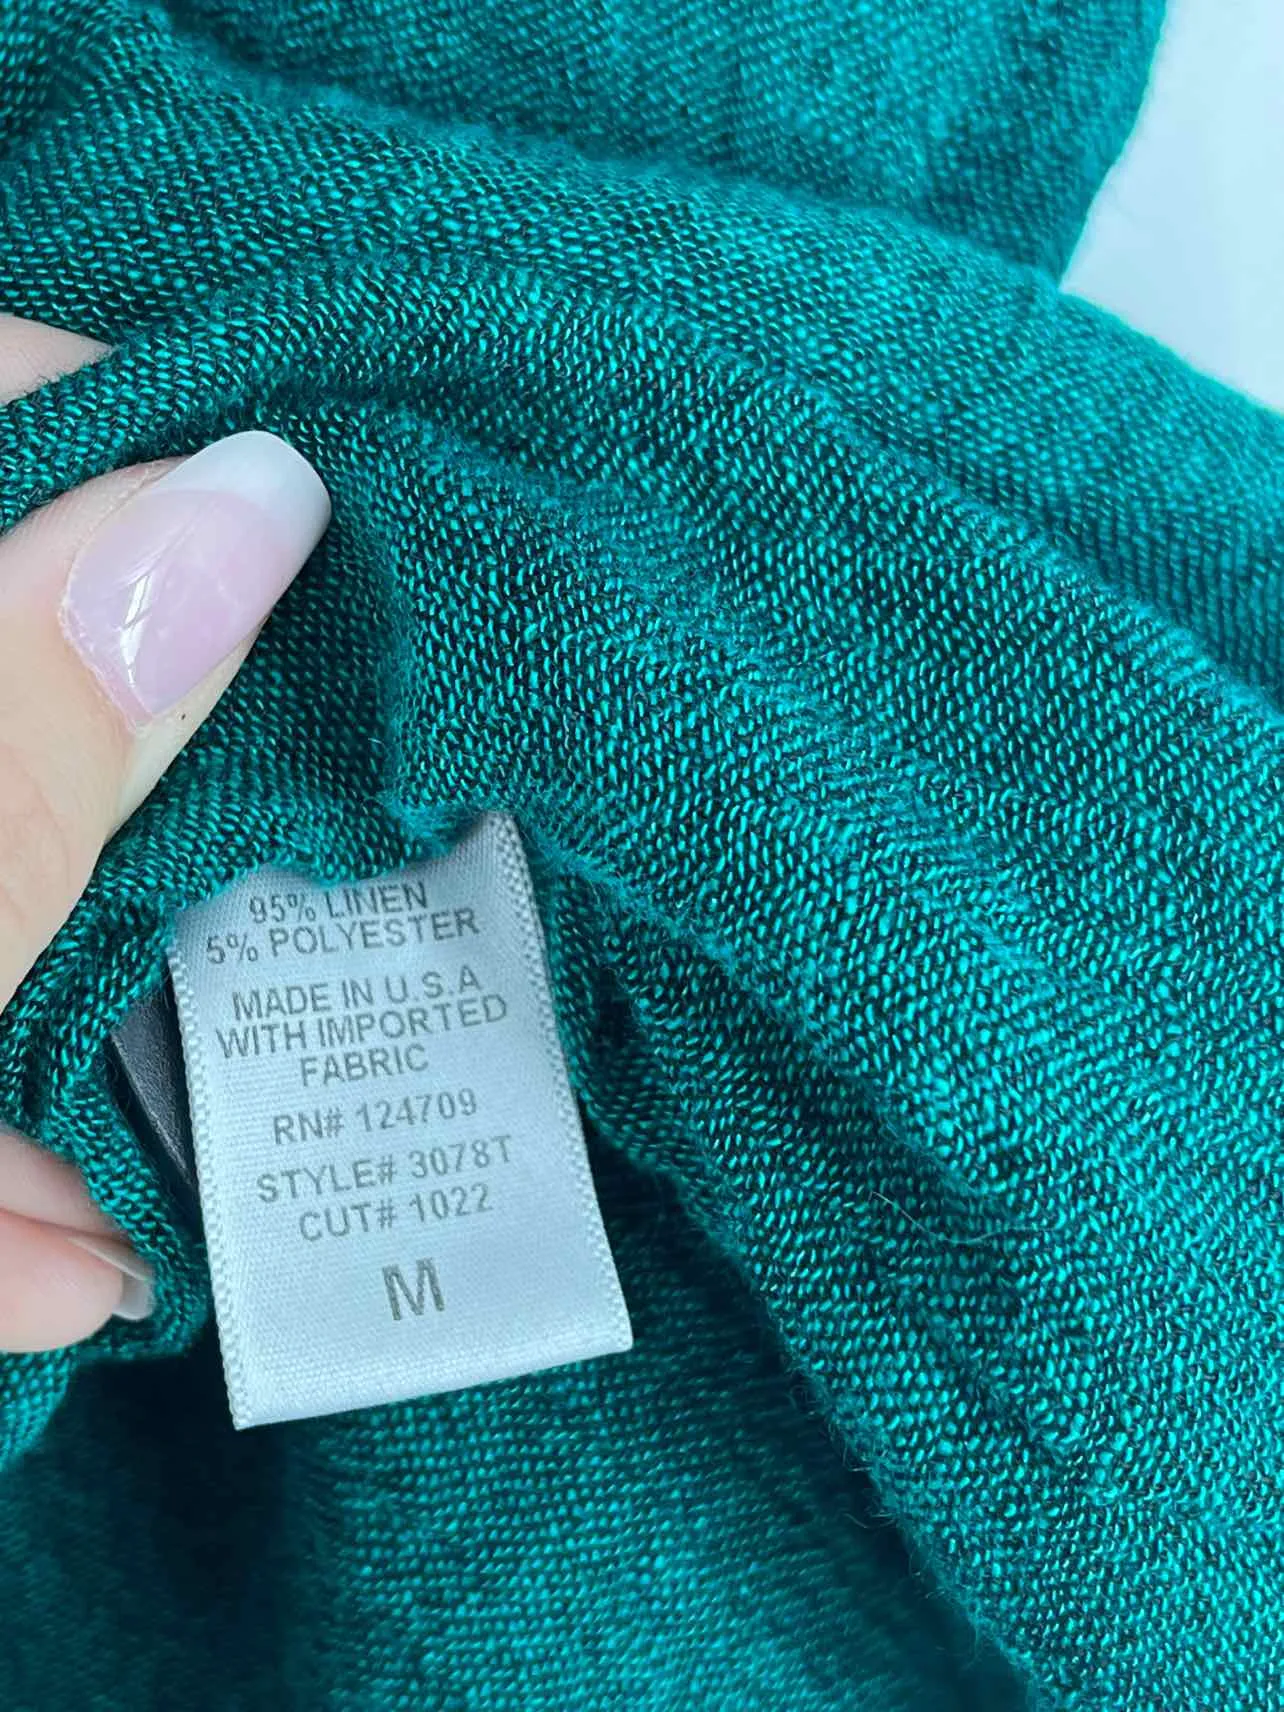 95% LINEN
5% POLYESTER
MADE IN U.S.A
WITH IMPORTED
FABRIC
RN# 124709
STYLE# 3078T
CUT# 1022
M